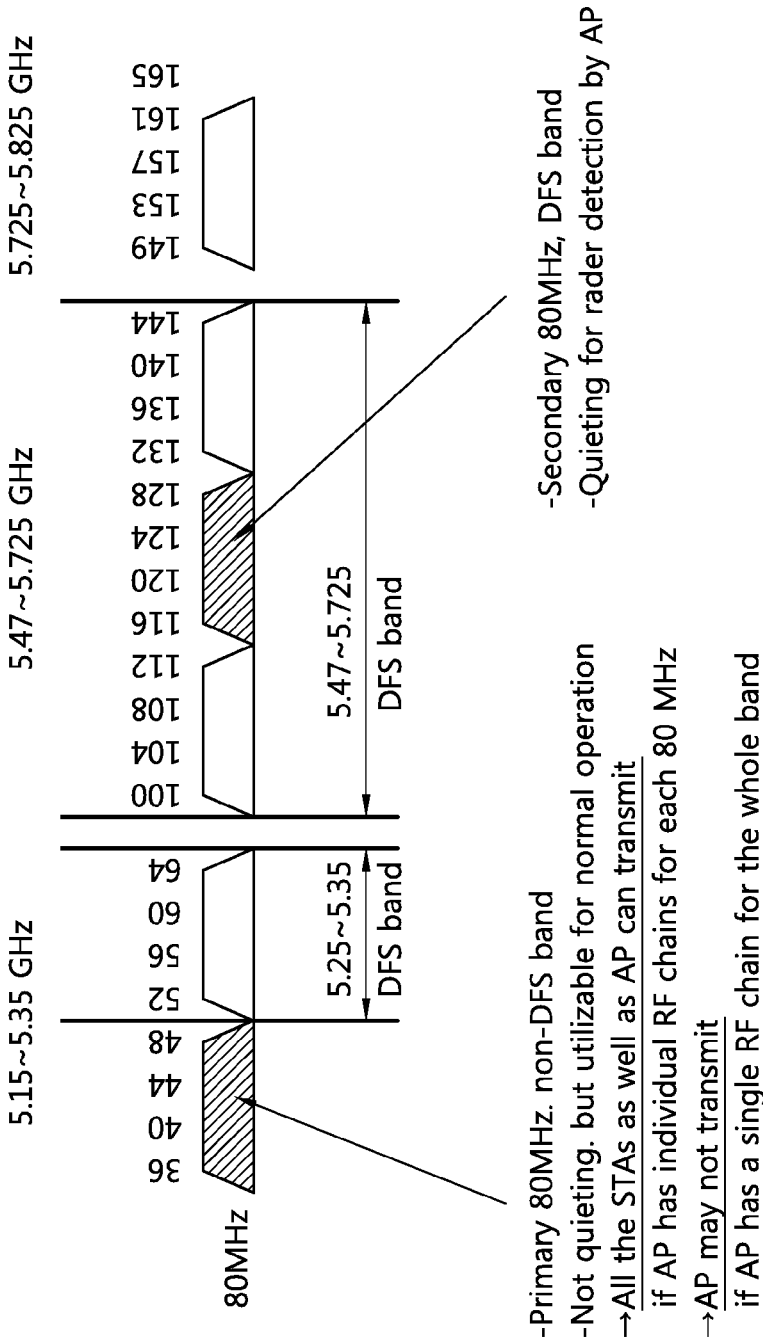 5.15~5.35 GHz
5.47~5.725 GHz
5.725~5.825 GHz
36 40 44 48 52 56 60 64 100 104 108 112 116 120 124 128 132 136 140 144 149 153 157 161 165
80MHz
5.25~5.35
DFS band
5.47~5.725
DFS band
-Primary 80MHz. non-DFS band
-Not quieting. but utilizable for normal operation
→All the STAs as well as AP can transmit
if AP has individual RF chains for each 80 MHz
→AP may not transmit
if AP has a single RF chain for the whole band
-Secondary 80MHz, DFS band
-Quieting for rader detection by AP